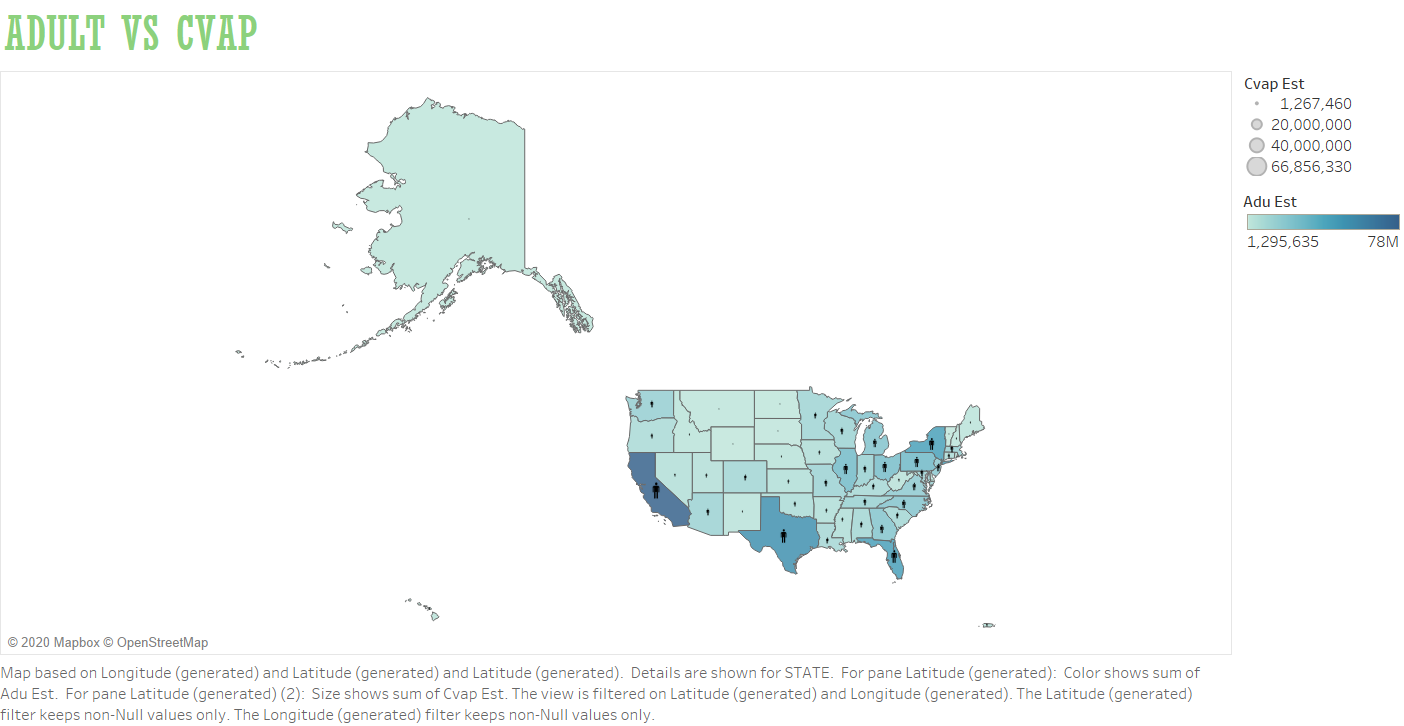 ADULT VS CVAP
Cvap Est
1,267,460
20,000,000
40,000,000
66,856,330
Adu Est
1,295,635 78M
© 2020 Mapbox © OpenStreetMap
Map based on Longitude (generated) and Latitude (generated) and Latitude (generated).  Details are shown for STATE.  For pane Latitude (generated):  Color shows sum of
Adu Est.  For pane Latitude (generated) (2):  Size shows sum of Cvap Est. The view is filtered on Latitude (generated) and Longitude (generated). The Latitude (generated)
filter keeps non-Null values only. The Longitude (generated) filter keeps non-Null values only.